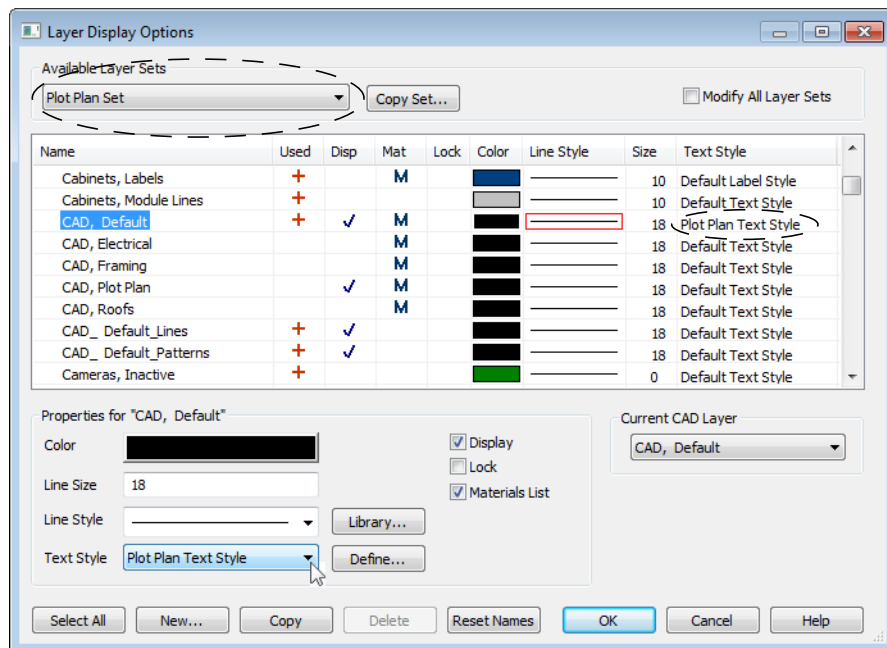 Layer Display Options
Available Layer Sets
Plot Plan Set
Copy Set...
Modify All Layer Sets
Name Used Disp Mat Lock Color Line Style Size Text Style
Cabinets, Labels + M 10 Default Label Style
Cabinets, Module Lines + 10 Default Text Style
CAD, Default + ✓ M 18 Plot Plan Text Style
CAD, Electrical M 18 Default Text Style
CAD, Framing M 18 Default Text Style
CAD, Plot Plan ✓ M 18 Default Text Style
CAD, Roofs M 18 Default Text Style
CAD_ Default_Lines + ✓ 18 Default Text Style
CAD_ Default_Patterns + ✓ 18 Default Text Style
Cameras, Inactive + 0 Default Text Style
Properties for "CAD, Default"
Color
Line Size 18
Line Style
Library...
Text Style Plot Plan Text Style
Define...
Display
Lock
Materials List
Current CAD Layer
CAD, Default
Select All New... Copy Delete Reset Names OK Cancel Help